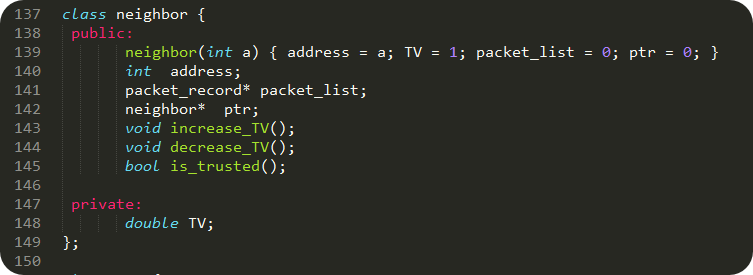 137 class neighbor {
138 public:
139 neighbor(int a) { address = a; TV = 1; packet_list = 0; ptr = 0; }
140 int  address;
141 packet_record* packet_list;
142 neighbor*  ptr;
143 void increase_TV();
144 void decrease_TV();
145 bool is_trusted();
146
147 private:
148 double TV;
149 };
150